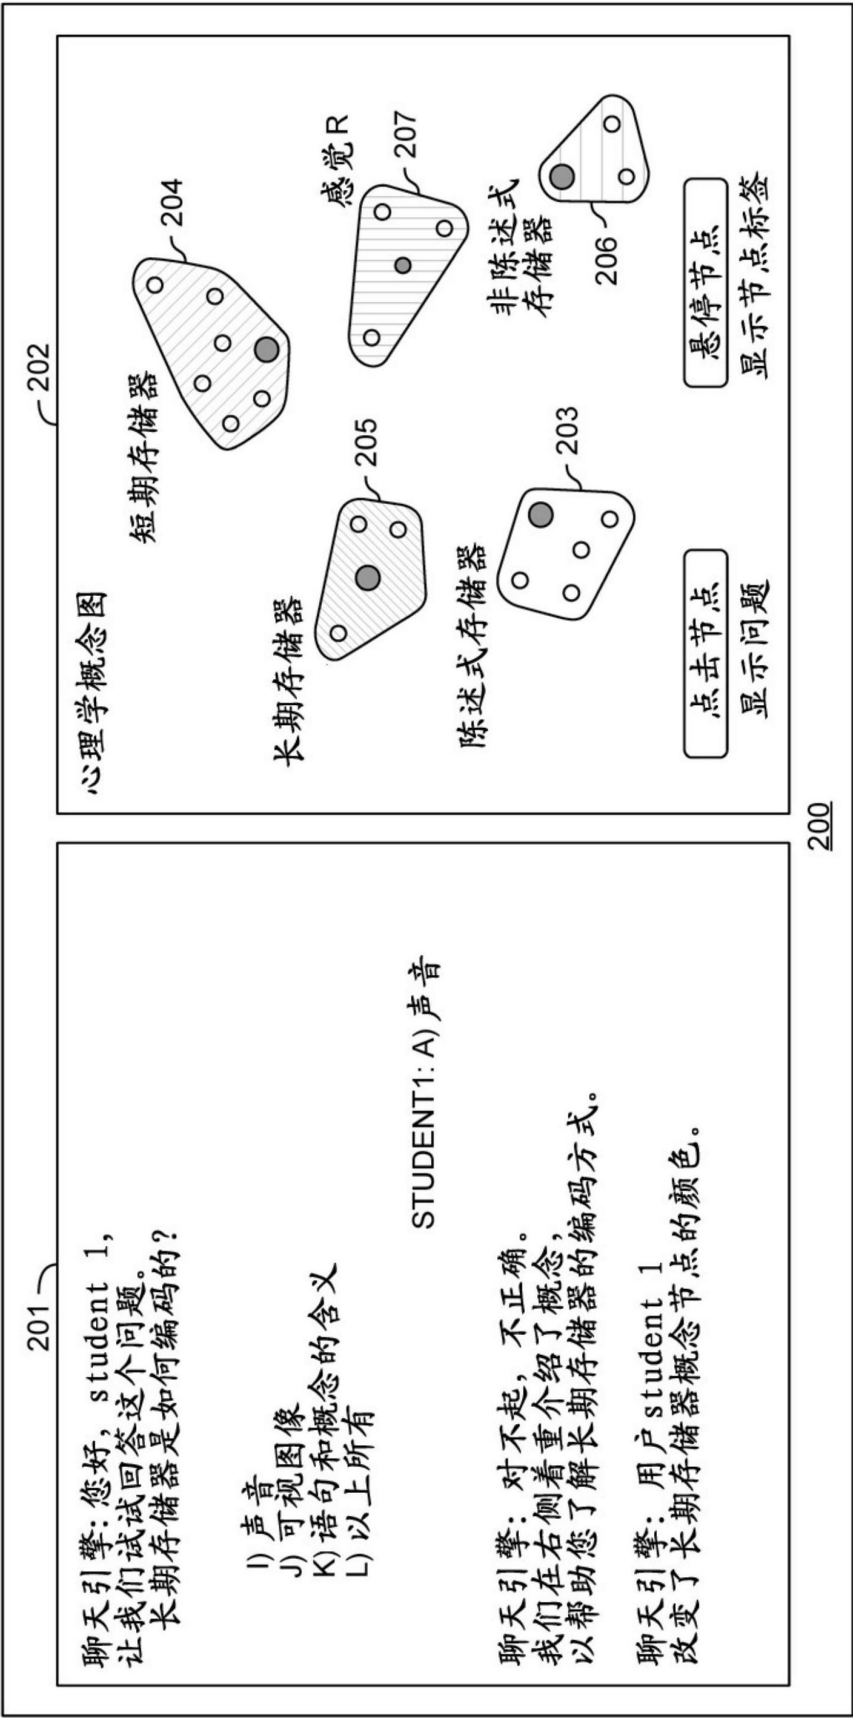 201
聊天引擎：您好，student 1，
让我们试试回答这个问题。
长期存储器是如何编码的？
I) 声音
J) 可视图像
K) 语句和概念的含义
L) 以上所有
STUDENT1: A) 声音
聊天引擎：对不起，不正确。
我们在右侧着重介绍了概念，
以帮助您了解长期存储器的编码方式。
聊天引擎：用户student 1
改变了长期存储器概念节点的颜色。
202
心理学概念图
短期存储器
204
长期存储器
205
感觉R
207
陈述式存储器
203
非陈述式
存储器
206
点击节点
显示问题
悬停节点
显示节点标签
200